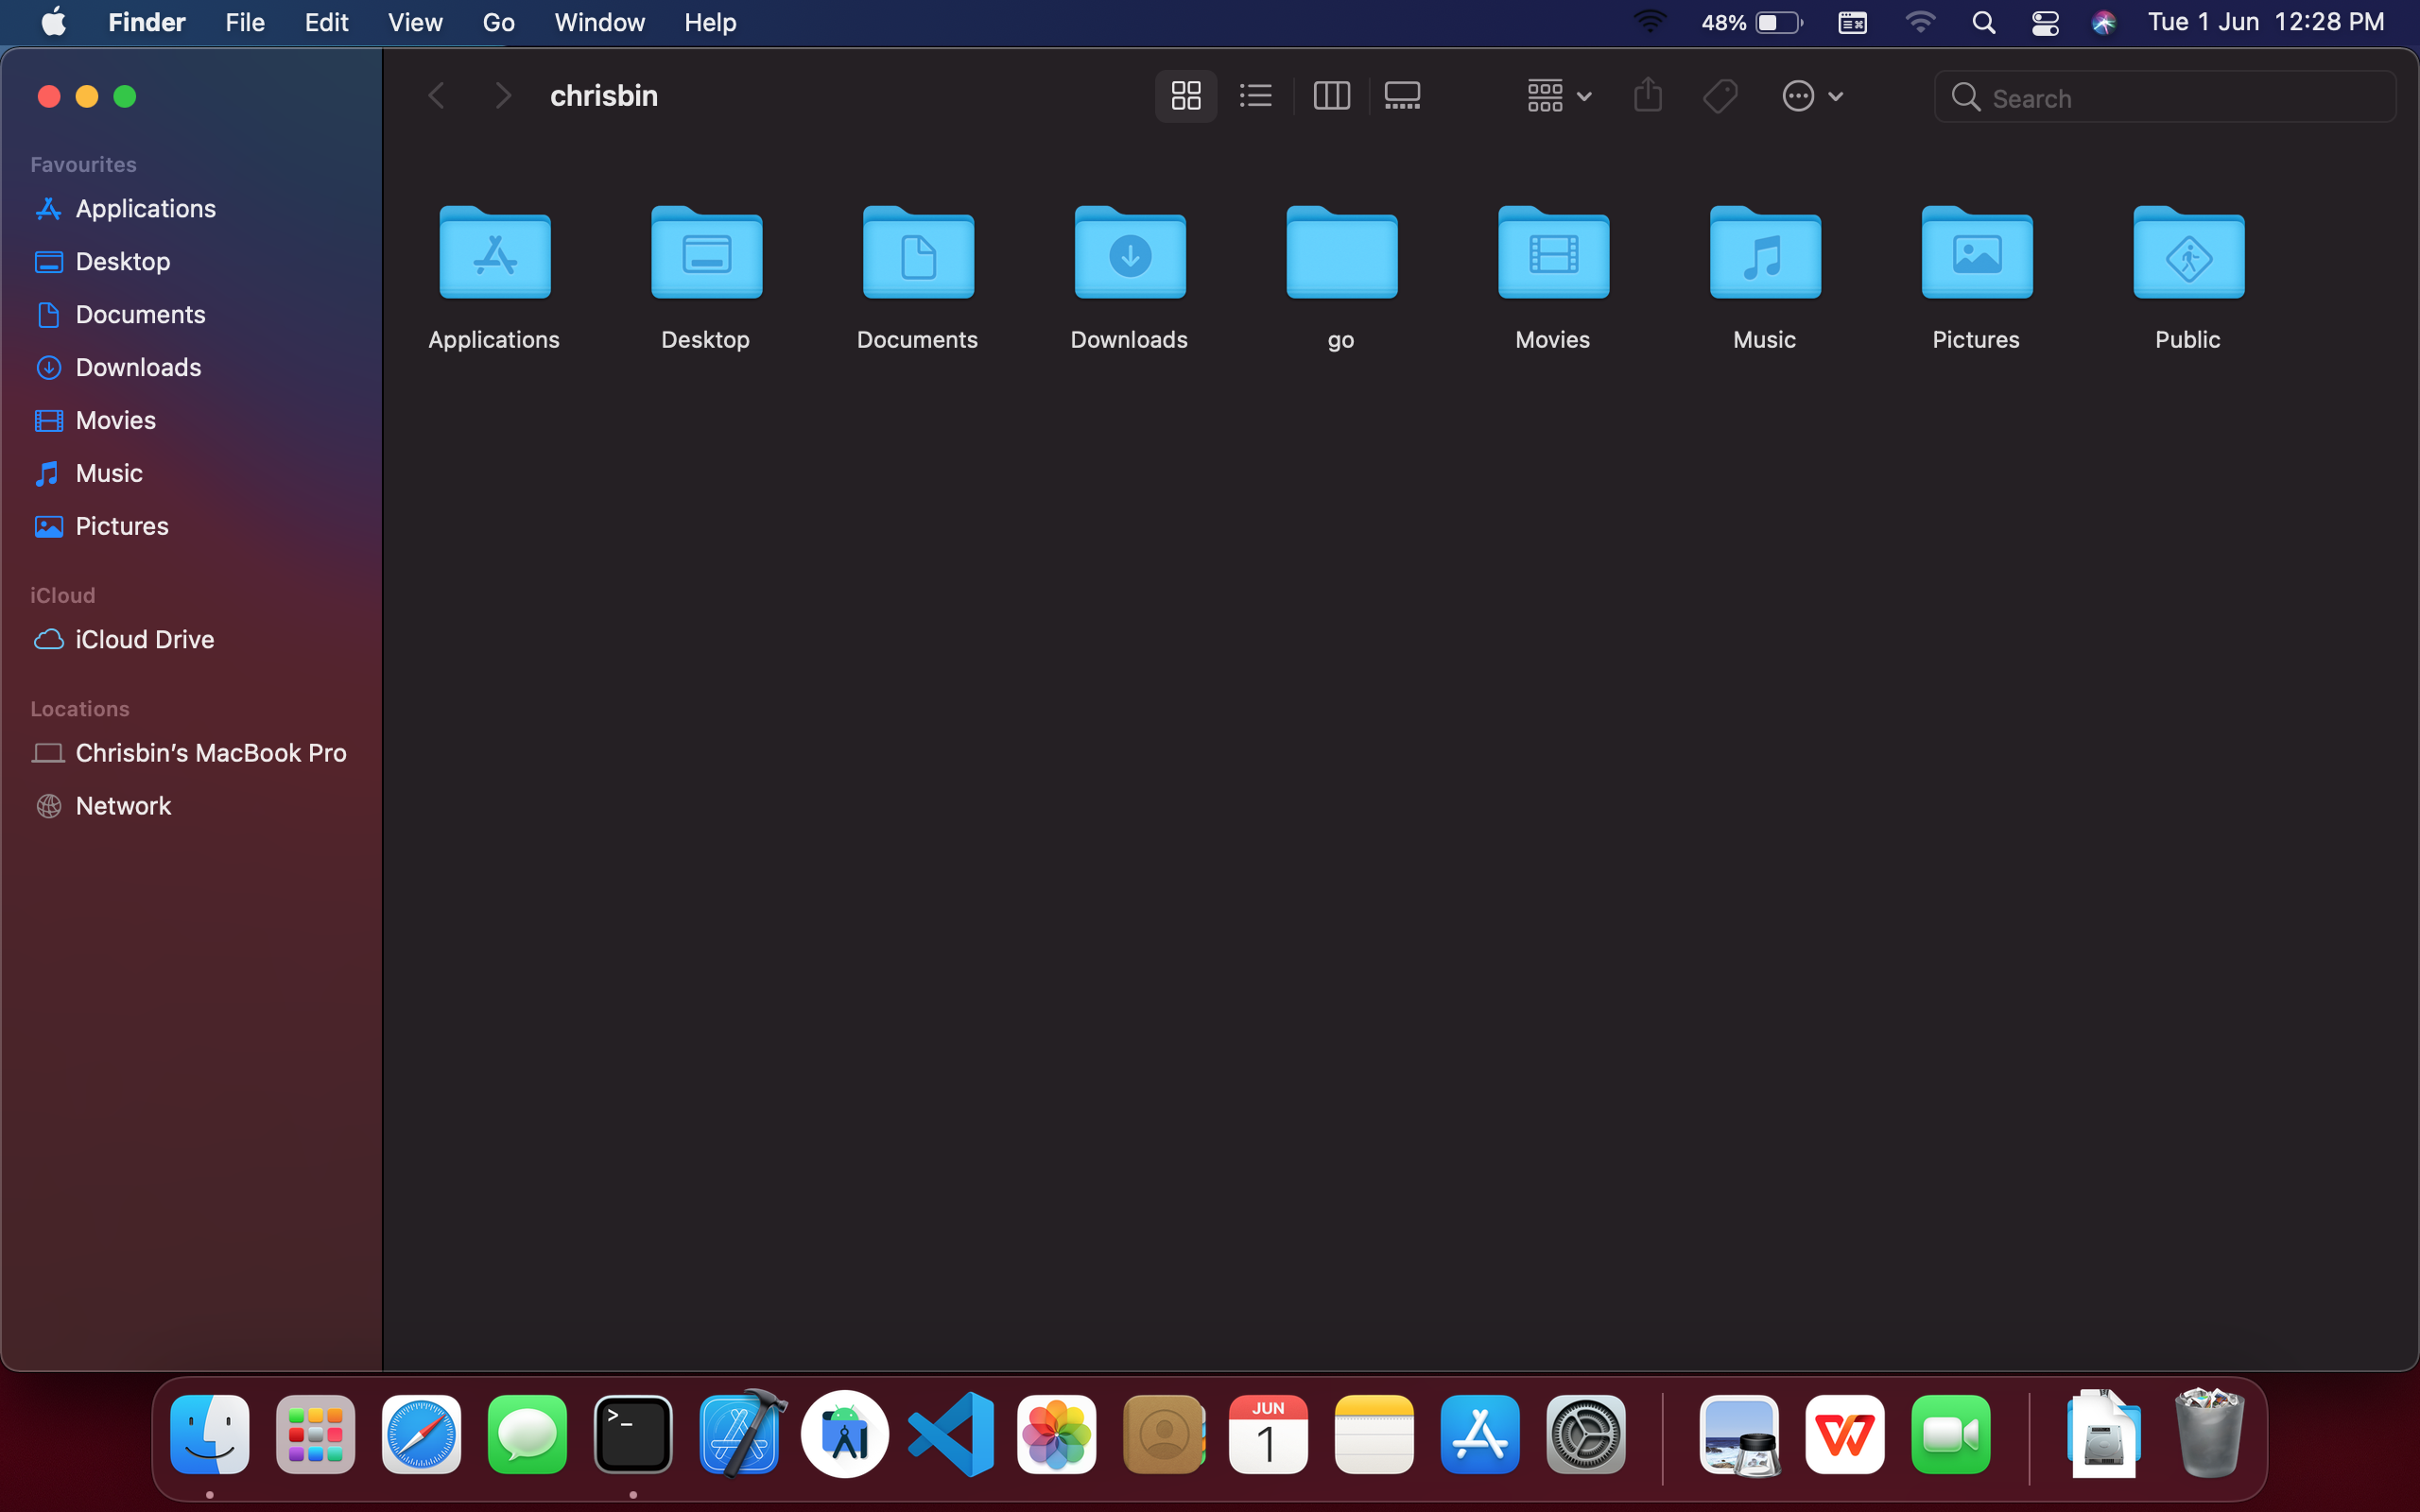 Finder File Edit View Go Window Help 48% Tue 1 Jun 12:28 PM
chrisbin
Search
Favourites
Applications
Desktop
Documents
Downloads
Movies
Music
Pictures
iCloud
iCloud Drive
Locations
Chrisbin’s MacBook Pro
Network
Applications Desktop Documents Downloads go Movies Music Pictures Public
>_
JUN
1